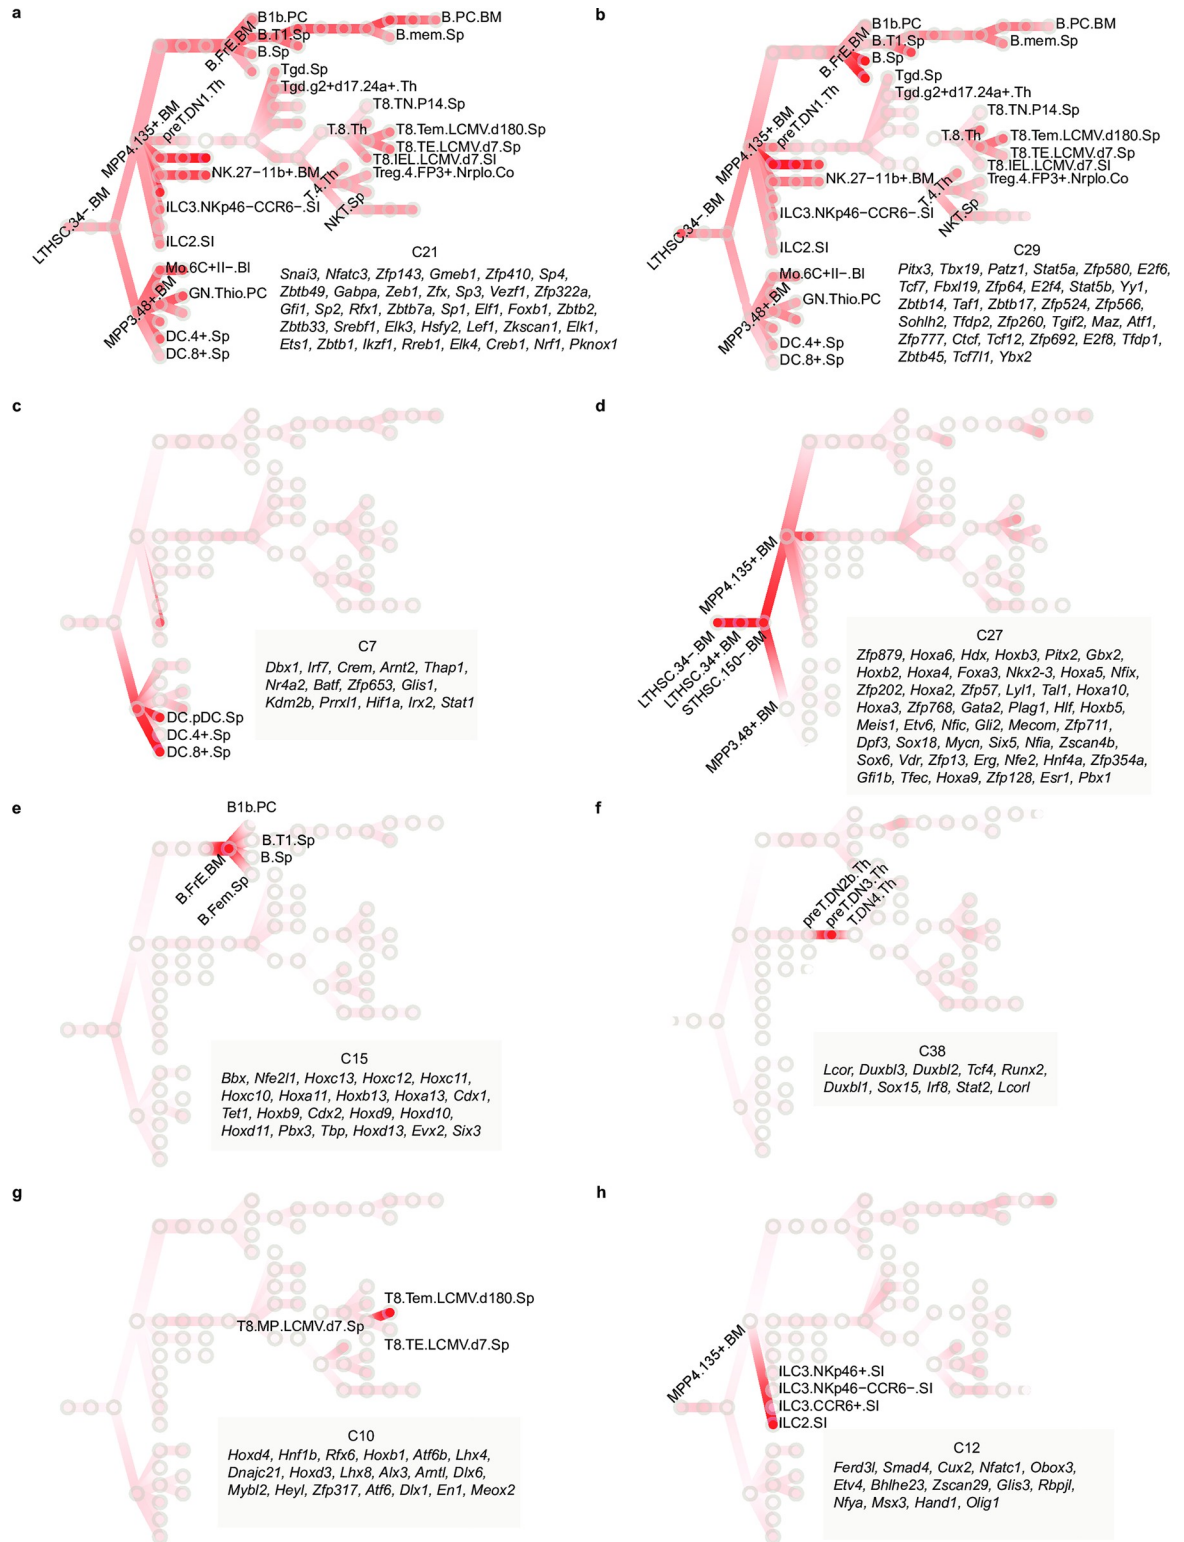 a
B1b.PC
B.PC.BM
B.T1.Sp
B.mem.Sp
B.FrE.BM
B.Sp
Tgd.Sp
Tgd.g2+d17.24a+.Th
preT.DN1.Th
MPP4.135+.BM
T8.TN.P14.Sp
T.8.Th
T8.Tem.LCMV.d180.Sp
T8.TE.LCMV.d7.Sp
T8.IEL.LCMV.d7.SI
NK.27−11b+.BM
Treg.4.FP3+.Nrplo.Co
T.4.Th
NKT.Sp
ILC3.NKp46−CCR6−.SI
LTHSC.34−.BM
ILC2.SI
Mo.6C+II−.Bl
GN.Thio.PC
MPP3.48+.BM
DC.4+.Sp
DC.8+.Sp
C21
Snai3, Nfatc3, Zfp143, Gmeb1, Zfp410, Sp4,
Zbtb49, Gabpa, Zeb1, Zfx, Sp3, Vezf1, Zfp322a,
Gfi1, Sp2, Rfx1, Zbtb7a, Sp1, Elf1, Foxb1, Zbtb2,
Zbtb33, Srebf1, Elk3, Hsfy2, Lef1, Zkscan1, Elk1,
Ets1, Zbtb1, Ikzf1, Rreb1, Elk4, Creb1, Nrf1, Pknox1
b
B1b.PC
B.PC.BM
B.T1.Sp
B.mem.Sp
B.FrE.BM
B.Sp
Tgd.Sp
Tgd.g2+d17.24a+.Th
preT.DN1.Th
MPP4.135+.BM
T8.TN.P14.Sp
T.8.Th
T8.Tem.LCMV.d180.Sp
T8.TE.LCMV.d7.Sp
T8.IEL.LCMV.d7.SI
NK.27−11b+.BM
Treg.4.FP3+.Nrplo.Co
T.4.Th
NKT.Sp
ILC3.NKp46−CCR6−.SI
LTHSC.34−.BM
ILC2.SI
Mo.6C+II−.Bl
GN.Thio.PC
MPP3.48+.BM
DC.4+.Sp
DC.8+.Sp
C29
Pitx3, Tbx19, Patz1, Stat5a, Zfp580, E2f6,
Tcf7, Fbxl19, Zfp64, E2f4, Stat5b, Yy1,
Zbtb14, Taf1, Zbtb17, Zfp524, Zfp566,
Sohlh2, Tfdp2, Zfp260, Tgif2, Maz, Atf1,
Zfp777, Ctcf, Tcf12, Zfp692, E2f8, Tfdp1,
Zbtb45, Tcf7l1, Ybx2
c
DC.pDC.Sp
DC.4+.Sp
DC.8+.Sp
C7
Dbx1, Irf7, Crem, Arnt2, Thap1,
Nr4a2, Batf, Zfp653, Glis1,
Kdm2b, Prrxl1, Hif1a, Irx2, Stat1
d
MPP4.135+.BM
LTHSC.34−.BM
LTHSC.34+.BM
STHSC.150−.BM
MPP3.48+.BM
C27
Zfp879, Hoxa6, Hdx, Hoxb3, Pitx2, Gbx2,
Hoxb2, Hoxa4, Foxa3, Nkx2-3, Hoxa5, Nfix,
Zfp202, Hoxa2, Zfp57, Lyl1, Tal1, Hoxa10,
Hoxa3, Zfp768, Gata2, Plag1, Hlf, Hoxb5,
Meis1, Etv6, Nfic, Gli2, Mecom, Zfp711,
Dpf3, Sox18, Mycn, Six5, Nfia, Zscan4b,
Sox6, Vdr, Zfp13, Erg, Nfe2, Hnf4a, Zfp354a,
Gfi1b, Tfec, Hoxa9, Zfp128, Esr1, Pbx1
e
B1b.PC
B.T1.Sp
B.Sp
B.FrE.BM
B.Fem.Sp
C15
Bbx, Nfe2l1, Hoxc13, Hoxc12, Hoxc11,
Hoxc10, Hoxa11, Hoxb13, Hoxa13, Cdx1,
Tet1, Hoxb9, Cdx2, Hoxd9, Hoxd10,
Hoxd11, Pbx3, Tbp, Hoxd13, Evx2, Six3
f
preT.DN2b.Th
preT.DN3.Th
T.DN4.Th
C38
Lcor, Duxbl3, Duxbl2, Tcf4, Runx2,
Duxbl1, Sox15, Irf8, Stat2, Lcorl
g
T8.Tem.LCMV.d180.Sp
T8.MP.LCMV.d7.Sp
T8.TE.LCMV.d7.Sp
C10
Hoxd4, Hnf1b, Rfx6, Hoxb1, Atf6b, Lhx4,
Dnajc21, Hoxd3, Lhx8, Alx3, Arntl, Dlx6,
Mybl2, Heyl, Zfp317, Atf6, Dlx1, En1, Meox2
h
MPP4.135+.BM
ILC3.NKp46+.SI
ILC3.NKp46−CCR6−.SI
ILC3.CCR6+.SI
ILC2.SI
C12
Ferd3l, Smad4, Cux2, Nfatc1, Obox3,
Etv4, Bhlhe23, Zscan29, Glis3, Rbpjl,
Nfya, Msx3, Hand1, Olig1